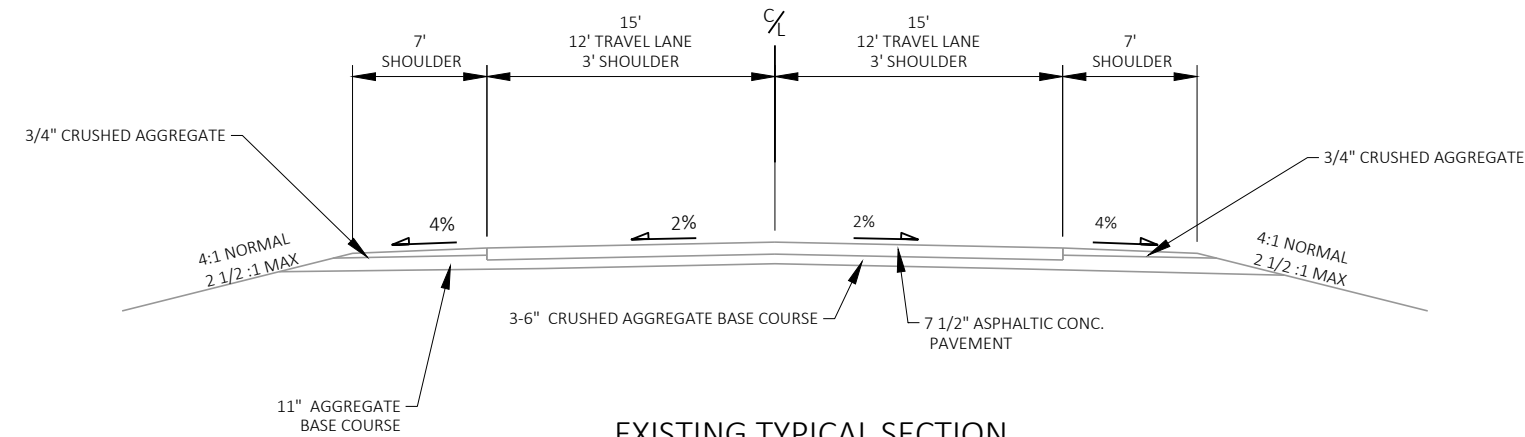 C/L
15'
12' TRAVEL LANE
3' SHOULDER
15'
12' TRAVEL LANE
3' SHOULDER
7'
SHOULDER
7'
SHOULDER
3/4" CRUSHED AGGREGATE
3/4" CRUSHED AGGREGATE
4%
2%
2%
4%
4:1 NORMAL
2 1/2 :1 MAX
4:1 NORMAL
2 1/2 :1 MAX
3-6" CRUSHED AGGREGATE BASE COURSE
7 1/2" ASPHALTIC CONC.
PAVEMENT
11" AGGREGATE
BASE COURSE
EXISTING TYPICAL SECTION